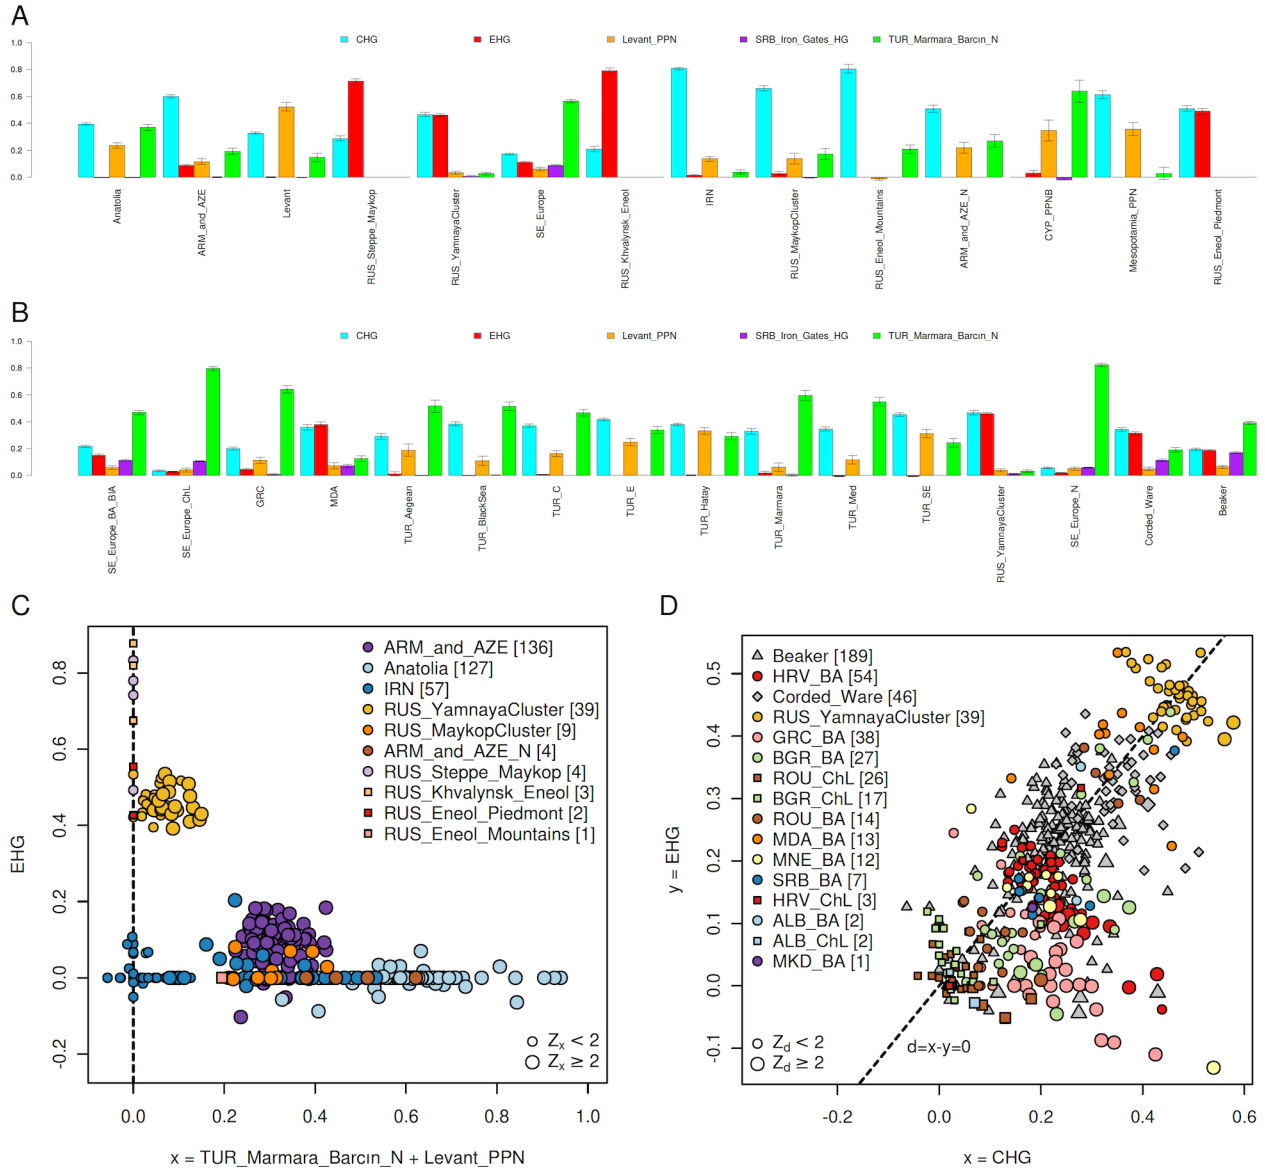 A
CHG EHG Levant_PPN SRB_Iron_Gates_HG TUR_Marmara_Barcın_N
1.0
0.8
0.6
0.4
0.2
0.0
Anatolia
ARM_and_AZE
Levant
RUS_Steppe_Maykop
RUS_YamnayaCluster
SE_Europe
RUS_Khvalynsk_Eneol
IRN
RUS_MaykopCluster
RUS_Eneol_Mountains
ARM_and_AZE_N
CYP_PPNB
Mesopotamia_PPN
RUS_Eneol_Piedmont
B
CHG EHG Levant_PPN SRB_Iron_Gates_HG TUR_Marmara_Barcın_N
1.0
0.8
0.6
0.4
0.2
0.0
SE_Europe_BA_BIA
SE_Europe_ChL
GRC
MDA
TUR_Aegean
TUR_BlackSea
TUR_C
TUR_E
TUR_Hatay
TUR_Marmara
TUR_Med
TUR_SE
RUS_YamnayaCluster
SE_Europe_N
Corded_Ware
Beaker
C
EHG
0.8
0.6
0.4
0.2
0.0
-0.2
ARM_and_AZE [136]
Anatolia [127]
IRN [57]
RUS_YamnayaCluster [39]
RUS_MaykopCluster [9]
ARM_and_AZE_N [4]
RUS_Steppe_Maykop [4]
RUS_Khvalynsk_Eneol [3]
RUS_Eneol_Piedmont [2]
RUS_Eneol_Mountains [1]
Zx < 2
Zx ≥ 2
0.0 0.2 0.4 0.6 0.8 1.0
x = TUR_Marmara_Barcın_N + Levant_PPN
D
y = EHG
0.5
0.4
0.3
0.2
0.1
0.0
-0.1
Beaker [189]
HRV_BA [54]
Corded_Ware [46]
RUS_YamnayaCluster [39]
GRC_BA [38]
BGR_BA [27]
ROU_ChL [26]
BGR_ChL [17]
ROU_BA [14]
MDA_BA [13]
MNE_BA [12]
SRB_BA [7]
HRV_ChL [3]
ALB_BA [2]
ALB_ChL [2]
MKD_BA [1]
Zd < 2
Zd ≥ 2
d=x-y=0
-0.2 0.0 0.2 0.4 0.6
x = CHG